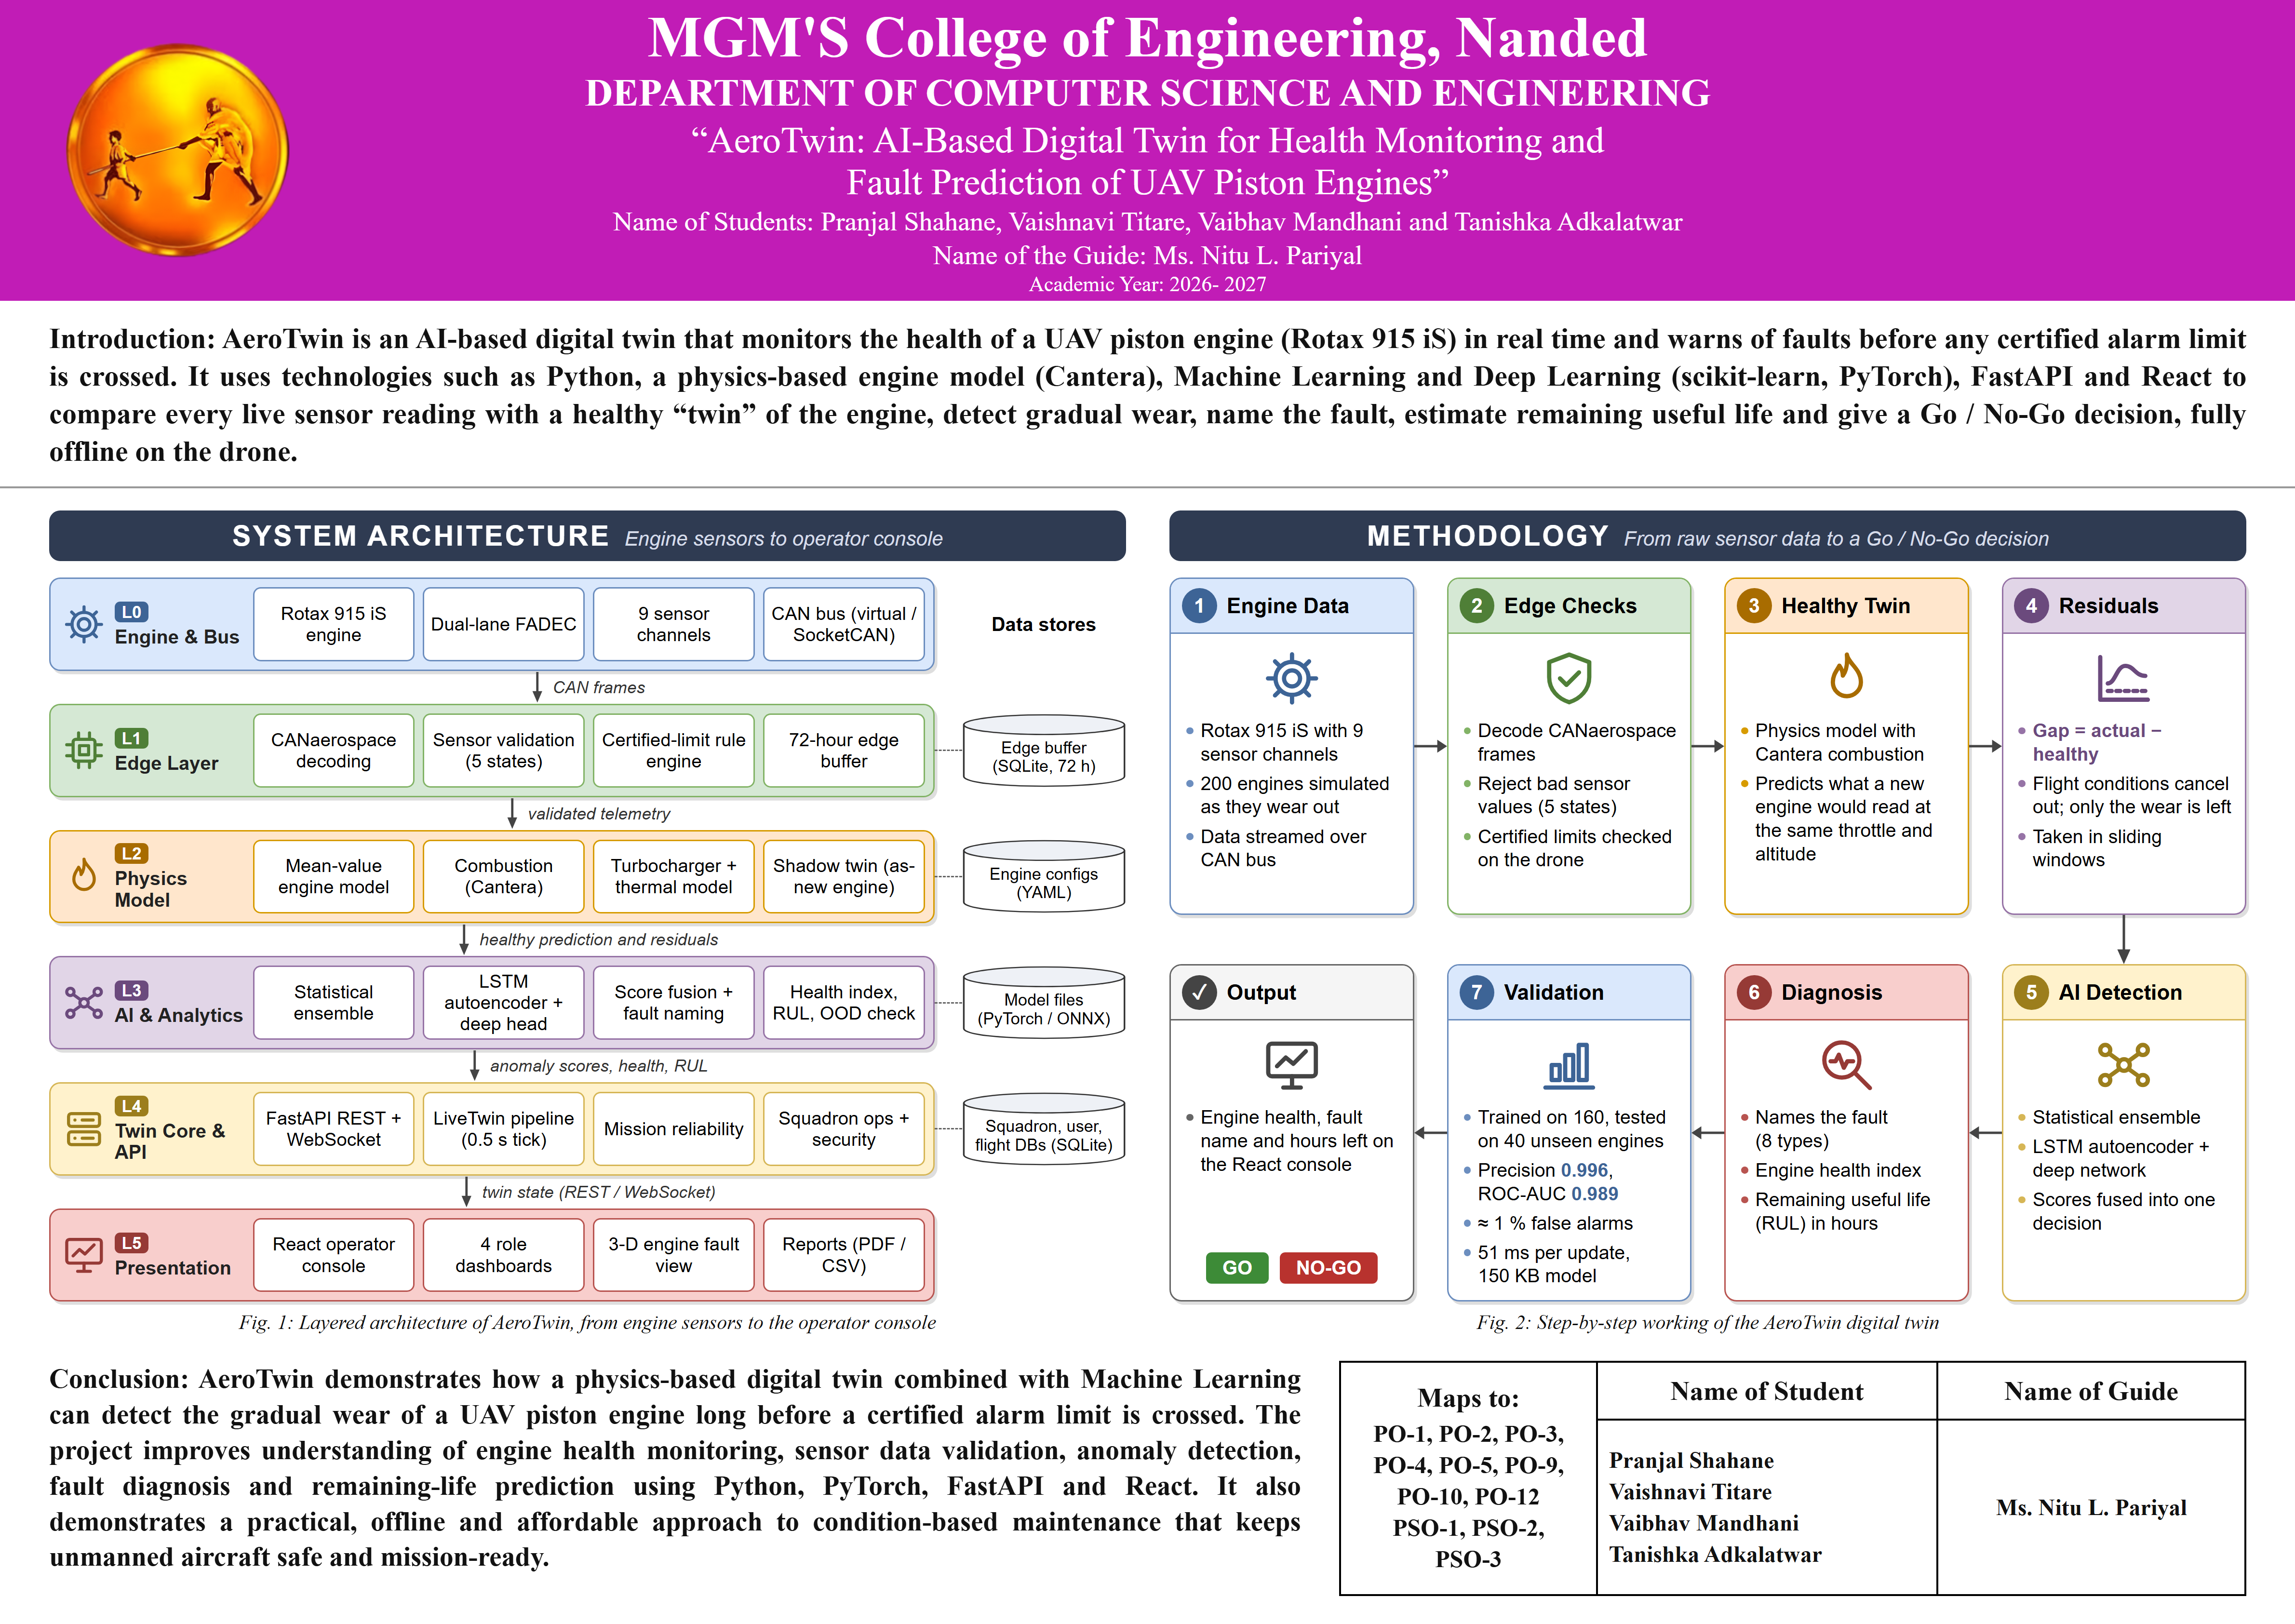 MGM'S College of Engineering, Nanded
DEPARTMENT OF COMPUTER SCIENCE AND ENGINEERING
“AeroTwin: AI-Based Digital Twin for Health Monitoring and
Fault Prediction of UAV Piston Engines”
Name of Students: Pranjal Shahane, Vaishnavi Titare, Vaibhav Mandhani and Tanishka Adkalatwar
Name of the Guide: Ms. Nitu L. Pariyal
Academic Year: 2026- 2027
Introduction: AeroTwin is an AI-based digital twin that monitors the health of a UAV piston engine (Rotax 915 iS) in real time and warns of faults before any certified alarm limit
is crossed. It uses technologies such as Python, a physics-based engine model (Cantera), Machine Learning and Deep Learning (scikit-learn, PyTorch), FastAPI and React to
compare every live sensor reading with a healthy “twin” of the engine, detect gradual wear, name the fault, estimate remaining useful life and give a Go / No-Go decision, fully
offline on the drone.
SYSTEM ARCHITECTURE Engine sensors to operator console
L0
Engine & Bus
Rotax 915 iS
engine
Dual-lane FADEC
9 sensor
channels
CAN bus (virtual /
SocketCAN)
Data stores
CAN frames
L1
Edge Layer
CANaerospace
decoding
Sensor validation
(5 states)
Certified-limit rule
engine
72-hour edge
buffer
Edge buffer
(SQLite, 72 h)
validated telemetry
L2
Physics
Model
Mean-value
engine model
Combustion
(Cantera)
Turbocharger +
thermal model
Shadow twin (as-
new engine)
Engine configs
(YAML)
healthy prediction and residuals
L3
AI & Analytics
Statistical
ensemble
LSTM
autoencoder +
deep head
Score fusion +
fault naming
Health index,
RUL, OOD check
Model files
(PyTorch / ONNX)
anomaly scores, health, RUL
L4
Twin Core &
API
FastAPI REST +
WebSocket
LiveTwin pipeline
(0.5 s tick)
Mission reliability
Squadron ops +
security
Squadron, user,
flight DBs (SQLite)
twin state (REST / WebSocket)
L5
Presentation
React operator
console
4 role
dashboards
3-D engine fault
view
Reports (PDF /
CSV)
Fig. 1: Layered architecture of AeroTwin, from engine sensors to the operator console
METHODOLOGY From raw sensor data to a Go / No-Go decision
1 Engine Data
• Rotax 915 iS with 9
sensor channels
• 200 engines simulated
as they wear out
• Data streamed over
CAN bus
2 Edge Checks
• Decode CANaerospace
frames
• Reject bad sensor
values (5 states)
• Certified limits checked
on the drone
3 Healthy Twin
• Physics model with
Cantera combustion
• Predicts what a new
engine would read at
the same throttle and
altitude
4 Residuals
• Gap = actual −
healthy
• Flight conditions cancel
out; only the wear is left
• Taken in sliding
windows
✓ Output
• Engine health, fault
name and hours left on
the React console
GO NO-GO
7 Validation
• Trained on 160, tested
on 40 unseen engines
• Precision 0.996,
ROC-AUC 0.989
• ≈ 1 % false alarms
• 51 ms per update,
150 KB model
6 Diagnosis
• Names the fault
(8 types)
• Engine health index
• Remaining useful life
(RUL) in hours
5 AI Detection
• Statistical ensemble
• LSTM autoencoder +
deep network
• Scores fused into one
decision
Fig. 2: Step-by-step working of the AeroTwin digital twin
Conclusion: AeroTwin demonstrates how a physics-based digital twin combined with Machine Learning
can detect the gradual wear of a UAV piston engine long before a certified alarm limit is crossed. The
project improves understanding of engine health monitoring, sensor data validation, anomaly detection,
fault diagnosis and remaining-life prediction using Python, PyTorch, FastAPI and React. It also
demonstrates a practical, offline and affordable approach to condition-based maintenance that keeps
unmanned aircraft safe and mission-ready.
Maps to:
PO-1, PO-2, PO-3,
PO-4, PO-5, PO-9,
PO-10, PO-12
PSO-1, PSO-2,
PSO-3
Name of Student
Pranjal Shahane
Vaishnavi Titare
Vaibhav Mandhani
Tanishka Adkalatwar
Name of Guide
Ms. Nitu L. Pariyal